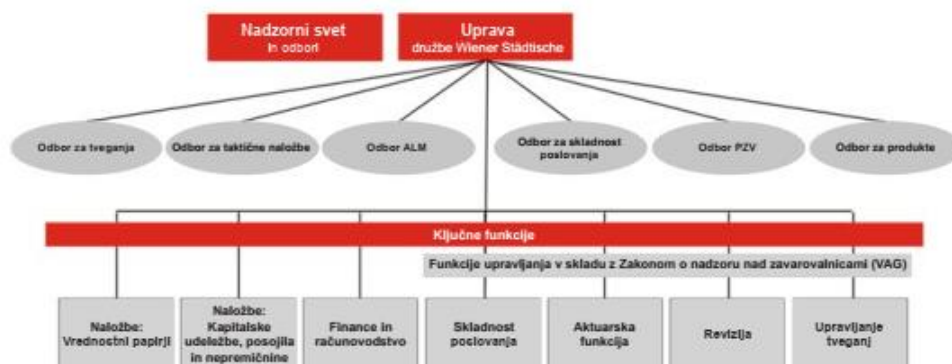 Nadzorni svet
in odbori
Uprava
družbe Wiener Städtische
Odbor za tveganja
Odbor za taktične naložbe
Odbor ALM
Odbor za skladnost
poslovanja
Odbor PZV
Odbor za produkte
Ključne funkcije
Funkcije upravljanja v skladu z Zakonom o nadzoru nad zavarovalnicami (VAG)
Naložbe:
Vrednostni papirji
Naložbe:
Kapitalske
udeležbe, posojila
in nepremičnine
Finance in
računovodstvo
Skladnost
poslovanja
Aktuarska
funkcija
Revizija
Upravljanje
tveganj